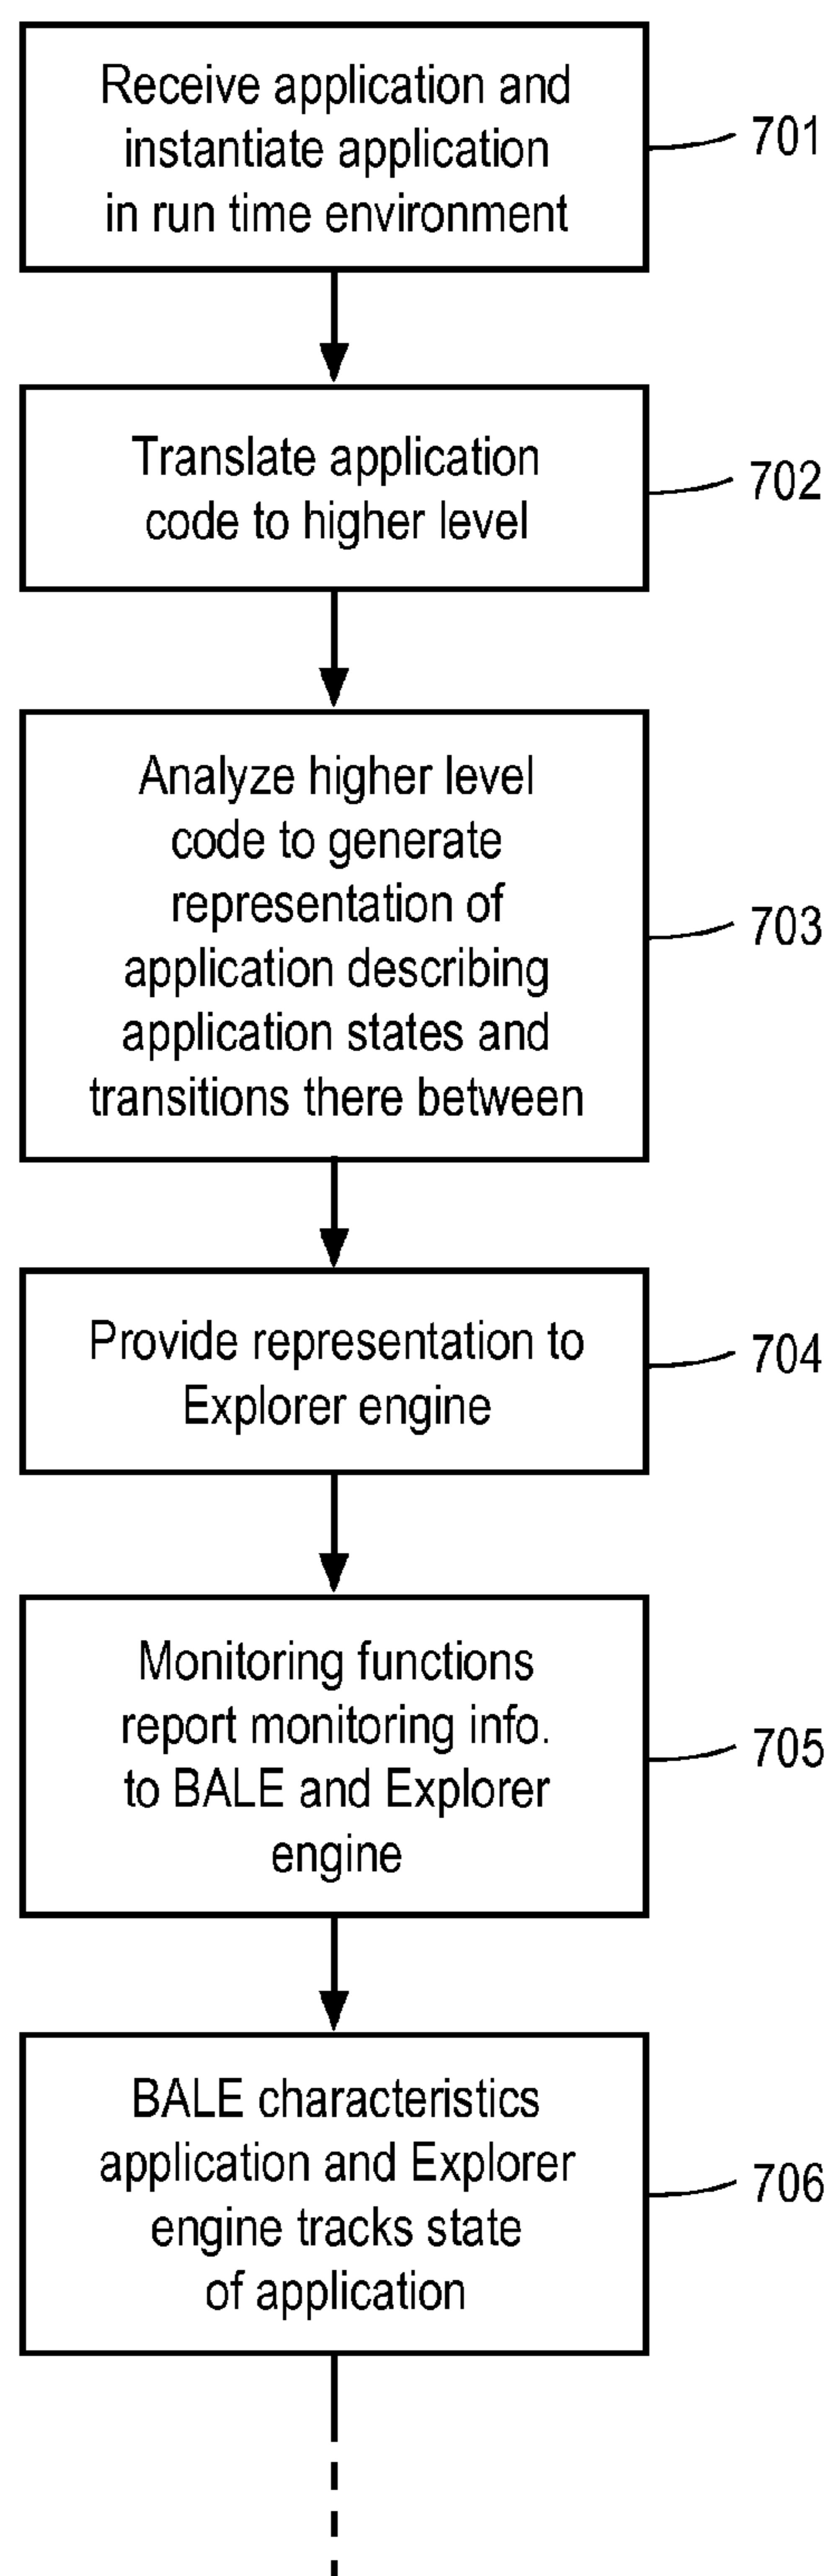 Receive application and
instantiate application
in run time environment
701
Translate application
code to higher level
702
Analyze higher level
code to generate
representation of
application describing
application states and
transitions there between
703
Provide representation to
Explorer engine
704
Monitoring functions
report monitoring info.
to BALE and Explorer
engine
705
BALE characteristics
application and Explorer
engine tracks state
of application
706